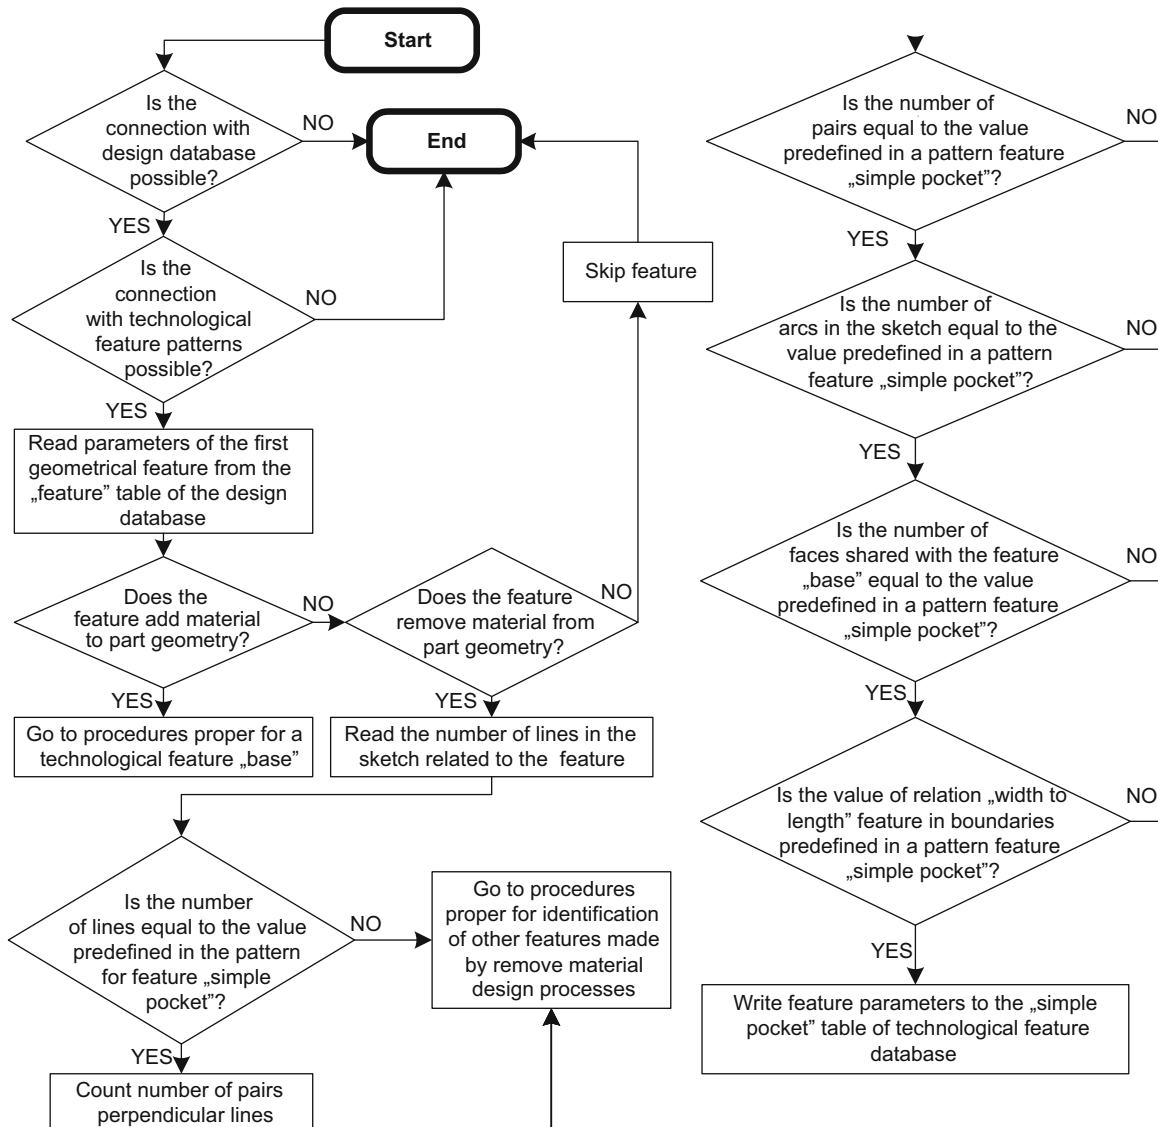 Start
Is the
connection with
design database
possible?
NO
End
YES
Is the
connection
with technological
feature patterns
possible?
NO
Skip feature
YES
Read parameters of the first
geometrical feature from the
„feature” table of the design
database
Does the
feature add material
to part geometry?
NO
Does the feature
remove material from
part geometry?
NO
YES
YES
Go to procedures proper for a
technological feature „base”
Read the number of lines in the
sketch related to the feature
Is the number
of lines equal to the value
predefined in the pattern
for feature „simple
pocket”?
NO
Go to procedures
proper for identification
of other features made
by remove material
design processes
YES
Count number of pairs
perpendicular lines
Is the number of
pairs equal to the value
predefined in a pattern feature
„simple pocket”?
NO
YES
Is the number of
arcs in the sketch equal to the
value predefined in a pattern
feature „simple pocket”?
NO
YES
Is the number of
faces shared with the feature
„base” equal to the value
predefined in a pattern feature
„simple pocket”?
NO
YES
Is the value of relation „width to
length” feature in boundaries
predefined in a pattern feature
„simple pocket”?
NO
YES
Write feature parameters to the „simple
pocket” table of technological feature
database